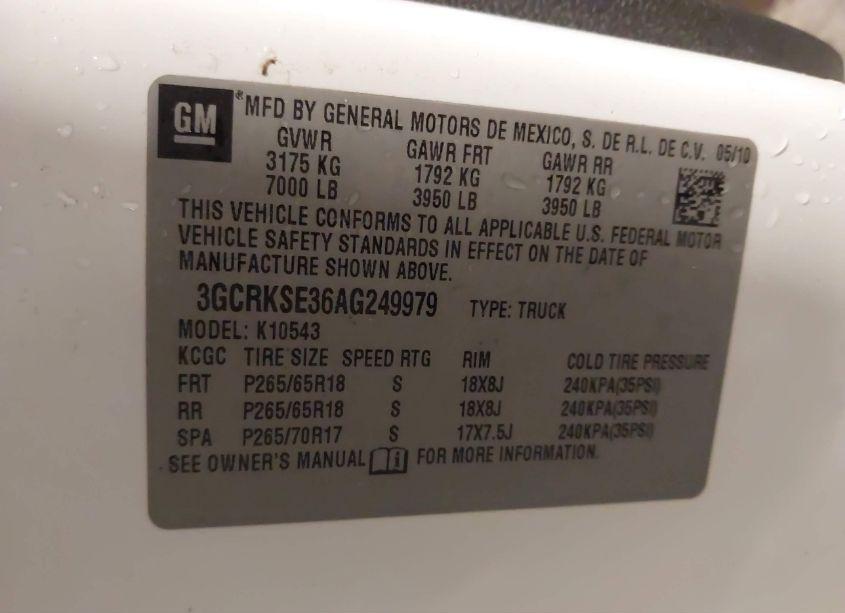 GM ®MFD BY GENERAL MOTORS DE MEXICO, S. DE R.L. DE C.V. 05/10
GVWR GAWR FRT GAWR RR
3175 KG 1792 KG 1792 KG
7000 LB 3950 LB 3950 LB
THIS VEHICLE CONFORMS TO ALL APPLICABLE U.S. FEDERAL MOTOR
VEHICLE SAFETY STANDARDS IN EFFECT ON THE DATE OF
MANUFACTURE SHOWN ABOVE.
3GCRKSE36AG249979 TYPE: TRUCK
MODEL: K10543
KCGC TIRE SIZE SPEED RTG RIM COLD TIRE PRESSURE
FRT P265/65R18 S 18X8J 240KPA(35PSI)
RR P265/65R18 S 18X8J 240KPA(35PSI)
SPA P265/70R17 S 17X7.5J 240KPA(35PSI)
SEE OWNER'S MANUAL i FOR MORE INFORMATION.